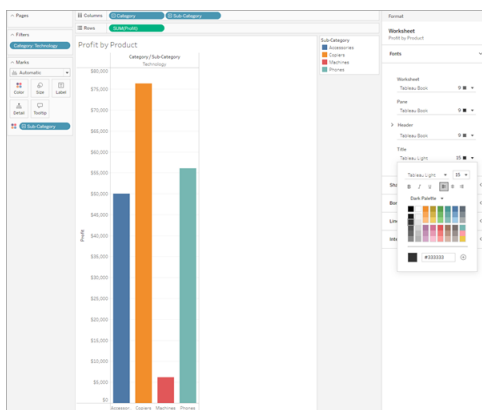 Pages
Columns
Category
Sub-Category
Rows
SUM(Profit)
Filters
Category: Technology
Marks
Automatic
Color
Size
Label
Detail
Tooltip
Sub-Category
Profit by Product
Category / Sub-Category
Technology
$80,000
$75,000
$70,000
$65,000
$60,000
$55,000
$50,000
$45,000
$40,000
$35,000
$30,000
$25,000
$20,000
$15,000
$10,000
$5,000
$0
Profit
Accessor..
Copiers
Machines
Phones
Sub-Category
Accessories
Copiers
Machines
Phones
Format
Worksheet
Profit by Product
Fonts
Worksheet
Tableau Book 9
Pane
Tableau Book 9
Header
Tableau Book 9
Title
Tableau Light 15
Tableau Light 15
B I U
Dark Palette
#333333
Sha
Bor
Line